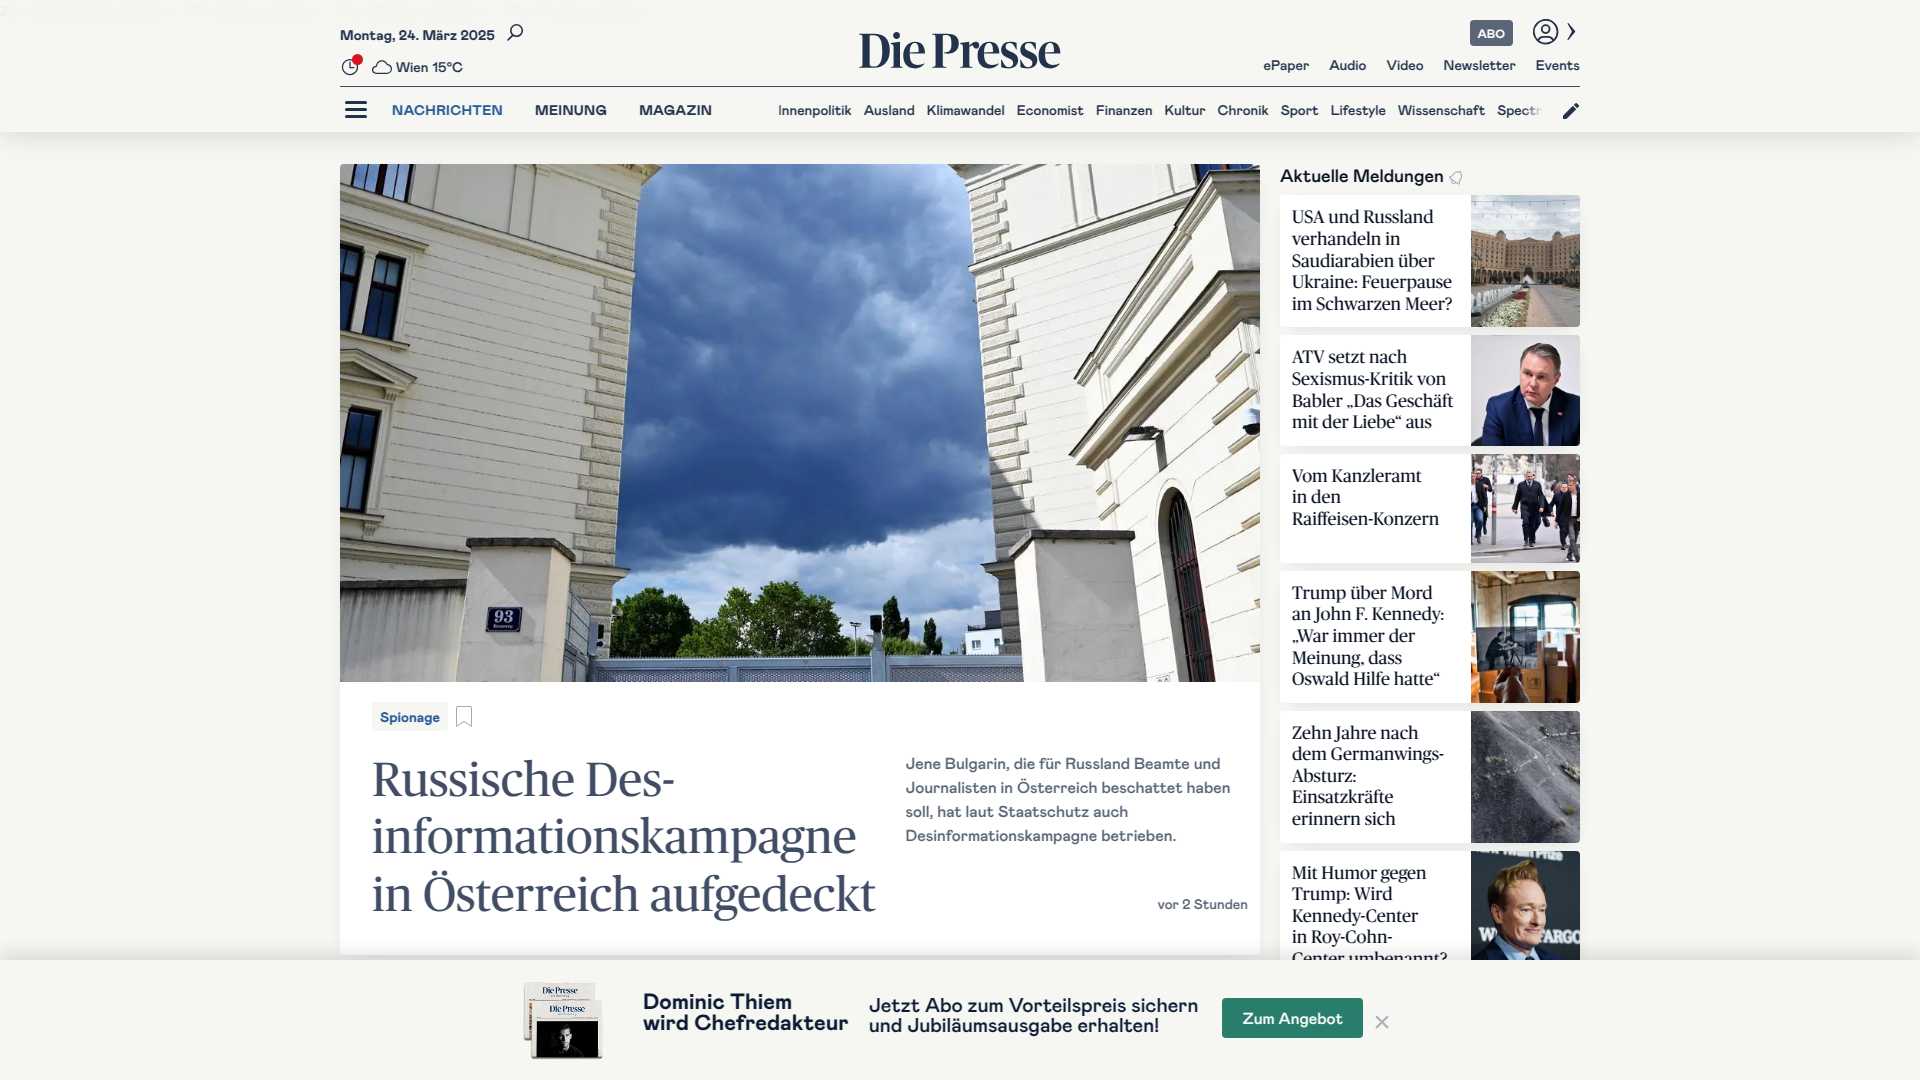 Montag, 24. März 2025
Die Presse
ABO
Wien 15°C
ePaper Audio Video Newsletter Events
NACHRICHTEN MEINUNG MAGAZIN
Innenpolitik Ausland Klimawandel Economist Finanzen Kultur Chronik Sport Lifestyle Wissenschaft Spectr
93
Spionage
Russische Des-
informationskampagne
in Österreich aufgedeckt
Jene Bulgarin, die für Russland Beamte und
Journalisten in Österreich beschattet haben
soll, hat laut Staatschutz auch
Desinformationskampagne betrieben.
vor 2 Stunden
Aktuelle Meldungen
USA und Russland
verhandeln in
Saudiarabien über
Ukraine: Feuerpause
im Schwarzen Meer?
ATV setzt nach
Sexismus-Kritik von
Babler „Das Geschäft
mit der Liebe“ aus
Vom Kanzleramt
in den
Raiffeisen-Konzern
Trump über Mord
an John F. Kennedy:
„War immer der
Meinung, dass
Oswald Hilfe hatte“
Zehn Jahre nach
dem Germanwings-
Absturz:
Einsatzkräfte
erinnern sich
Mit Humor gegen
Trump: Wird
Kennedy-Center
in Roy-Cohn-
Center umbenannt?
Die Presse
Die Presse
Dominic Thiem
wird Chefredakteur
Jetzt Abo zum Vorteilspreis sichern
und Jubiläumsausgabe erhalten!
Zum Angebot